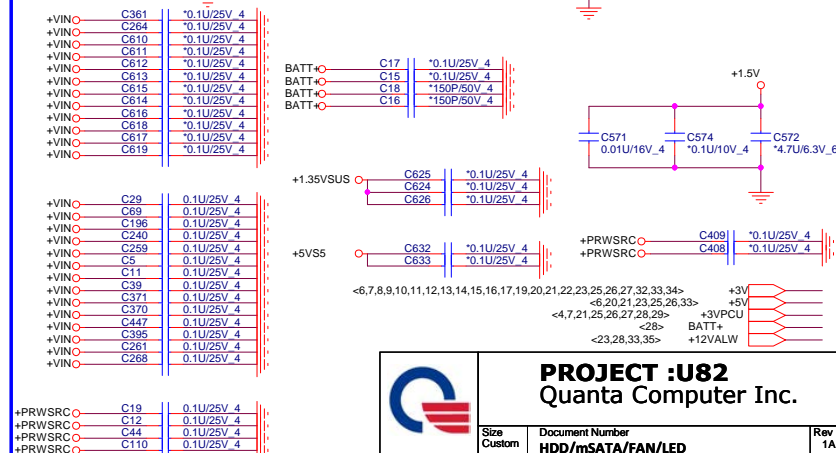 +VIN C361 *0.1U/25V_4
+VIN C264 *0.1U/25V_4
+VIN C610 *0.1U/25V_4
+VIN C611 *0.1U/25V_4
+VIN C612 *0.1U/25V_4
+VIN C613 *0.1U/25V_4
+VIN C615 *0.1U/25V_4
+VIN C614 *0.1U/25V_4
+VIN C616 *0.1U/25V_4
+VIN C618 *0.1U/25V_4
+VIN C617 *0.1U/25V_4
+VIN C619 *0.1U/25V_4
BATT+ C17 *0.1U/25V_4
BATT+ C15 *0.1U/25V_4
BATT+ C18 *150P/50V_4
BATT+ C16 *150P/50V_4
+1.5V
C571 C574 C572
0.01U/16V_4 *0.1U/10V_4 *4.7U/6.3V_6
+1.35VSUS C625 *0.1U/25V_4
C624 *0.1U/25V_4
C626 *0.1U/25V_4
+VIN C29 0.1U/25V_4
+VIN C69 0.1U/25V_4
+VIN C196 0.1U/25V_4
+VIN C240 0.1U/25V_4
+VIN C259 0.1U/25V_4
+VIN C5 0.1U/25V_4
+VIN C11 0.1U/25V_4
+VIN C39 0.1U/25V_4
+VIN C371 0.1U/25V_4
+VIN C370 0.1U/25V_4
+VIN C447 0.1U/25V_4
+VIN C395 0.1U/25V_4
+VIN C261 0.1U/25V_4
+VIN C268 0.1U/25V_4
+5VS5 C632 *0.1U/25V_4
C633 *0.1U/25V_4
+PRWSRC C409 *0.1U/25V_4
+PRWSRC C408 *0.1U/25V_4
<6,7,8,9,10,11,12,13,14,15,16,17,19,20,21,22,23,25,26,27,32,33,34> +3V
<6,20,21,23,25,26,33> +5V
<4,7,21,25,26,27,28,29> +3VPCU
<28> BATT+
<23,28,33,35> +12VALW
+PRWSRC C19 0.1U/25V_4
+PRWSRC C12 0.1U/25V_4
+PRWSRC C44 0.1U/25V_4
+PRWSRC C110 0.1U/25V_4
PROJECT :U82
Quanta Computer Inc.
Size Document Number Rev
Custom HDD/mSATA/FAN/LED 1A